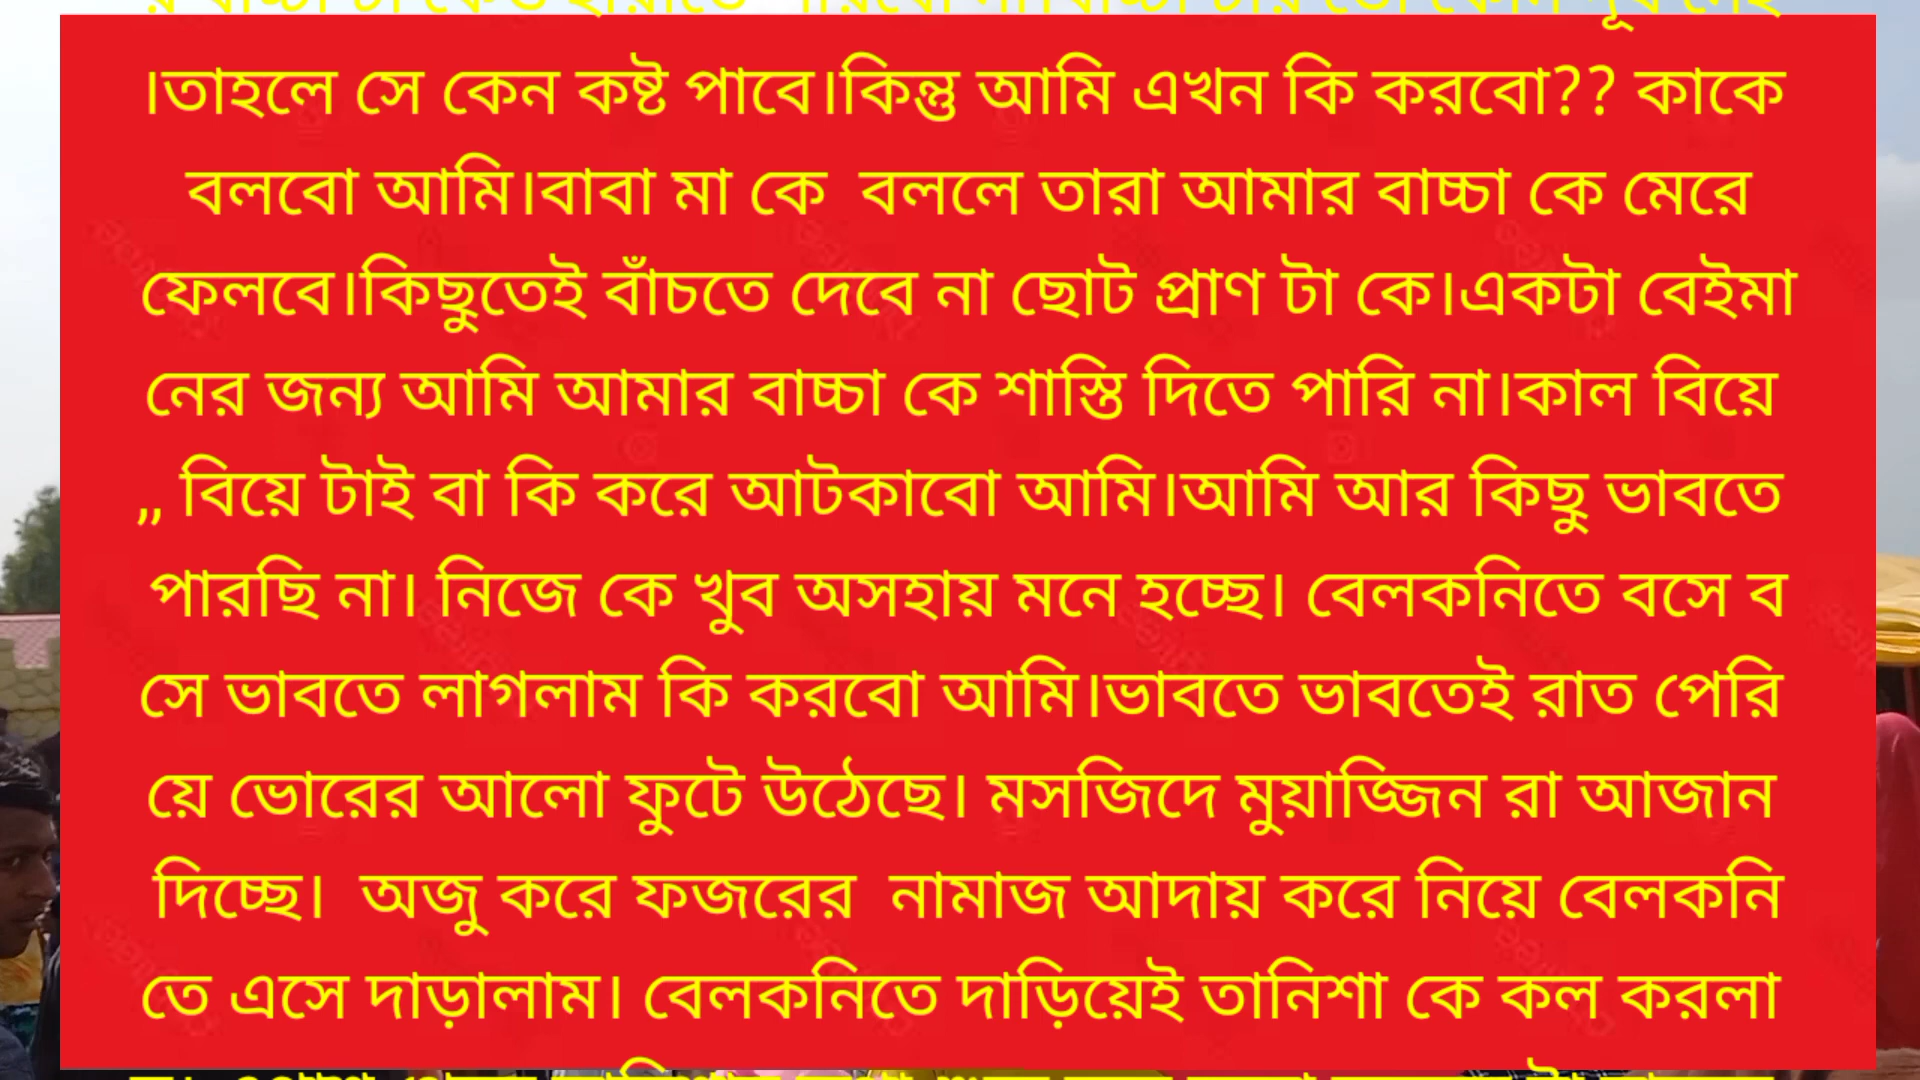 ।তাহলে সে কেন কষ্ট পাবে।কিন্তু আমি এখন কি করবো?? কাকে
বলবো আমি।বাবা মা কে বললে তারা আমার বাচ্চা কে মেরে
ফেলবে।কিছুতেই বাঁচতে দেবে না ছোট প্রাণ টা কে।একটা বেইমা
নের জন্য আমি আমার বাচ্চা কে শাস্তি দিতে পারি না।কাল বিয়ে
,, বিয়ে টাই বা কি করে আটকাবো আমি।আমি আর কিছু ভাবতে
পারছি না। নিজে কে খুব অসহায় মনে হচ্ছে। বেলকনিতে বসে ব
সে ভাবতে লাগলাম কি করবো আমি।ভাবতে ভাবতেই রাত পেরি
য়ে ভোরের আলো ফুটে উঠেছে। মসজিদে মুয়াজ্জিন রা আজান
দিচ্ছে। অজু করে ফজরের নামাজ আদায় করে নিয়ে বেলকনি
তে এসে দাড়ালাম। বেলকনিতে দাড়িয়েই তানিশা কে কল করলা